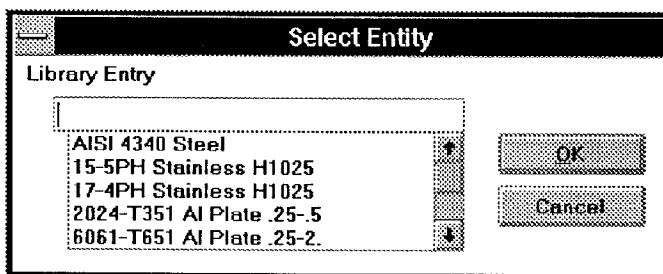 Select Entity
Library Entry
AISI 4340 Steel
15-5PH Stainless H1025
17-4PH Stainless H1025
2024-T351 Al Plate .25-.5
6061-T651 Al Plate .25-2.
OK
Cancel